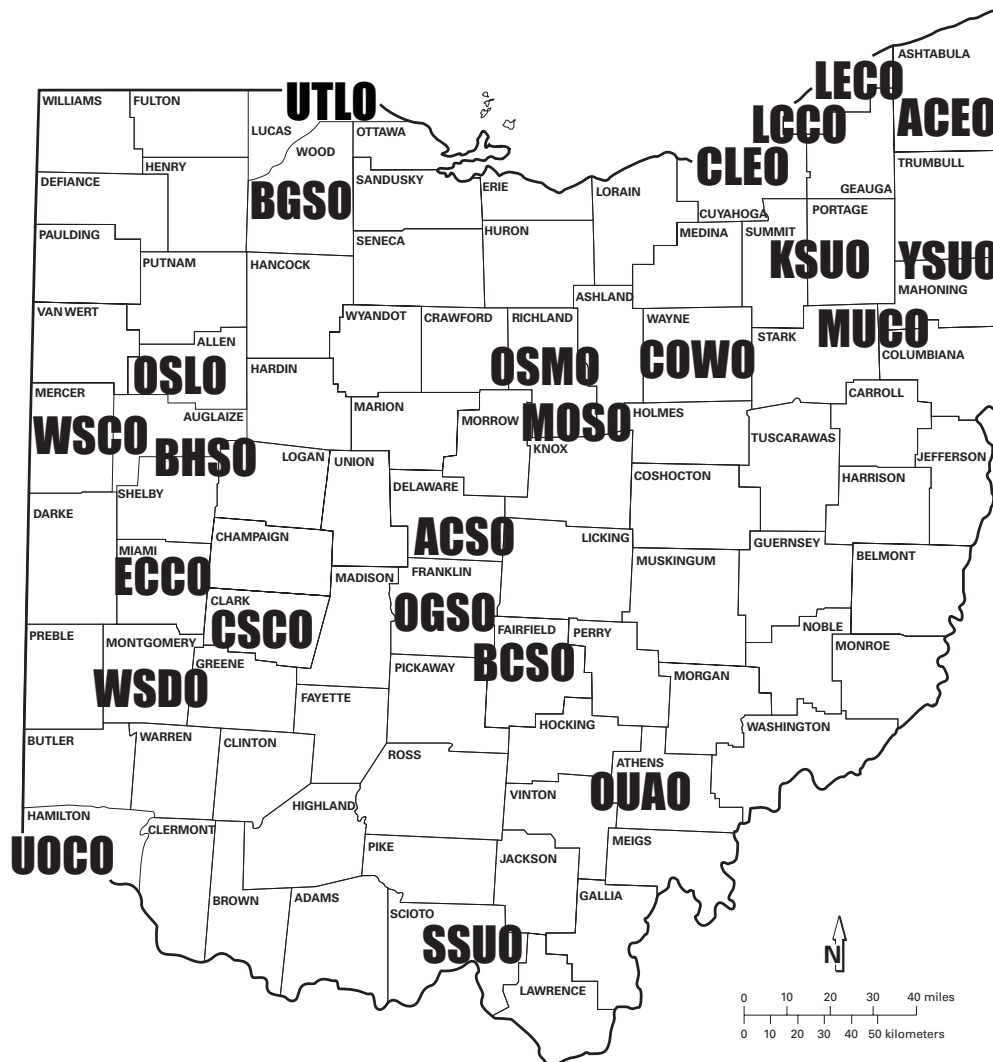 ASHTABULA
LECO
WILLIAMS
FULTON
UTLO
LCCO
ACEO
LUCAS
OTTAWA
WOOD
CLEO
HENRY
TRUMBULL
DEFIANCE
SANDUSKY
BGSO
ERIE
LORAIN
GEAUGA
CUYAHOGA
PORTAGE
PAULDING
HURON
MEDINA
SUMMIT
SENECA
KSUO
YSUO
PUTNAM
HANCOCK
MAHONING
ASHLAND
VAN WERT
WYANDOT
CRAWFORD
RICHLAND
WAYNE
STARK
MUCO
ALLEN
COWO
COLUMBIANA
OSLO
HARDIN
OSMO
MERCER
CARROLL
MARION
AUGLAIZE
MORROW
MOSO
HOLMES
WSCO
TUSCARAWAS
BHSO
LOGAN
UNION
KNOX
JEFFERSON
COSHOCTON
HARRISON
SHELBY
DELAWARE
DARKE
CHAMPAIGN
ACSO
LICKING
GUERNSEY
MIAMI
BELMONT
ECCO
MADISON
FRANKLIN
MUSKINGUM
CLARK
OGSO
CSCO
FAIRFIELD
PERRY
NOBLE
PREBLE
MONTGOMERY
MONROE
GREENE
PICKAWAY
BCSO
MORGAN
WSDO
FAYETTE
HOCKING
WASHINGTON
BUTLER
WARREN
CLINTON
ROSS
ATHENS
OUAO
VINTON
HIGHLAND
HAMILTON
CLERMONT
MEIGS
UOCO
PIKE
JACKSON
BROWN
ADAMS
GALLIA
SCIOTO
SSUO
N
LAWRENCE
0 10 20 30 40 miles
0 10 20 30 40 50 kilometers